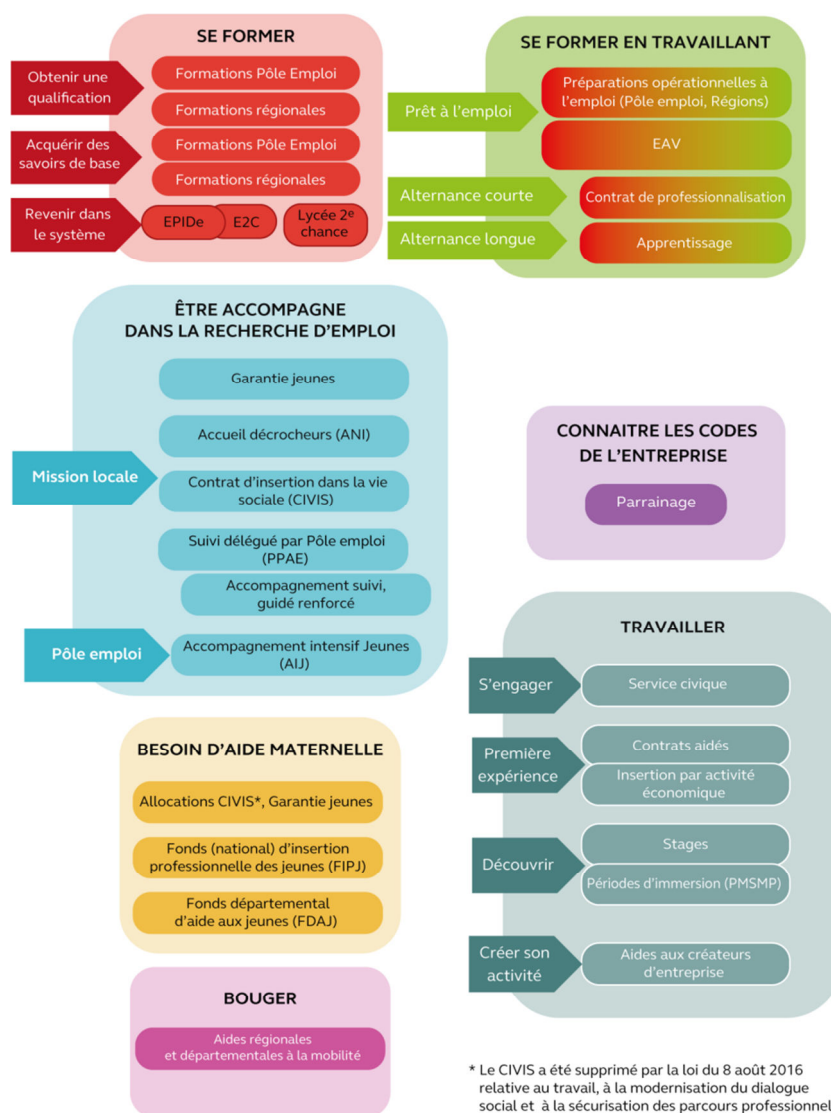 SE FORMER
Obtenir une
qualification
Formations Pôle Emploi
Formations régionales
Acquérir des
savoirs de base
Formations Pôle Emploi
Formations régionales
Revenir dans
le système
EPIDe
E2C
Lycée 2e
chance
SE FORMER EN TRAVAILLANT
Prêt à l'emploi
Préparations opérationnelles à
l'emploi (Pôle emploi, Régions)
EAV
Alternance courte
Contrat de professionnalisation
Alternance longue
Apprentissage
ÊTRE ACCOMPAGNE
DANS LA RECHERCHE D'EMPLOI
Mission locale
Garantie jeunes
Accueil décrocheurs (ANI)
Contrat d'insertion dans la vie
sociale (CIVIS)
Suivi délégué par Pôle emploi
(PPAE)
Accompagnement suivi,
guidé renforcé
Pôle emploi
Accompagnement intensif Jeunes
(AIJ)
CONNAITRE LES CODES
DE L'ENTREPRISE
Parrainage
BESOIN D'AIDE MATERNELLE
Allocations CIVIS*, Garantie jeunes
Fonds (national) d'insertion
professionnelle des jeunes (FIPJ)
Fonds départemental
d'aide aux jeunes (FDAJ)
BOUGER
Aides régionales
et départementales à la mobilité
TRAVAILLER
S'engager
Service civique
Première
expérience
Contrats aidés
Insertion par activité
économique
Découvrir
Stages
Périodes d'immersion (PMSMP)
Créer son
activité
Aides aux créateurs
d'entreprise
* Le CIVIS a été supprimé par la loi du 8 août 2016
relative au travail, à la modernisation du dialogue
social et à la sécurisation des parcours professionnel